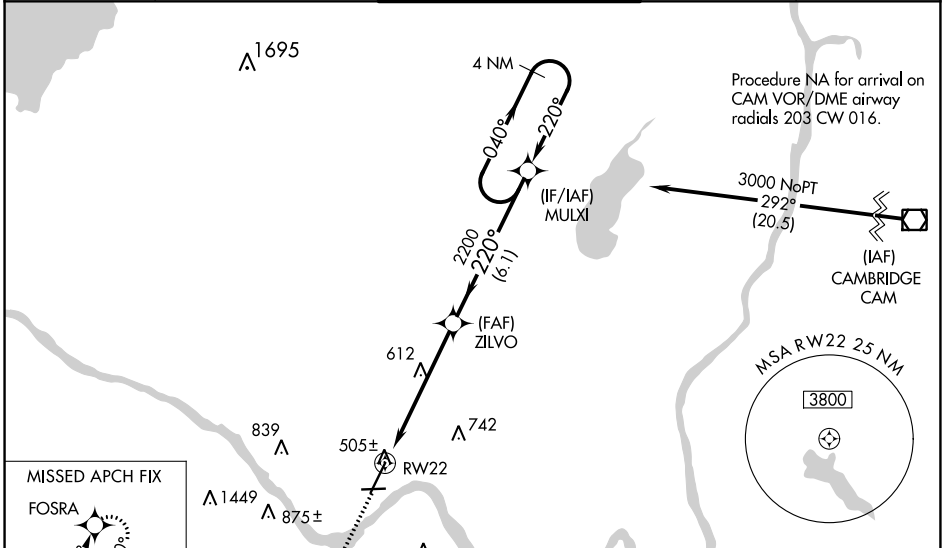 1695
4 NM
040°
220°
Procedure NA for arrival on
CAM VOR/DME airway
radials 203 CW 016.
(IF/IAF)
MULXI
3000 NoPT
292°
(20.5)
(IAF)
CAMBRIDGE
CAM
2200
220°
(6.1)
(FAF)
ZILVO
612
MSA RW22 25 NM
3800
839
742
505±
RW22
MISSED APCH FIX
FOSRA
1449
875±